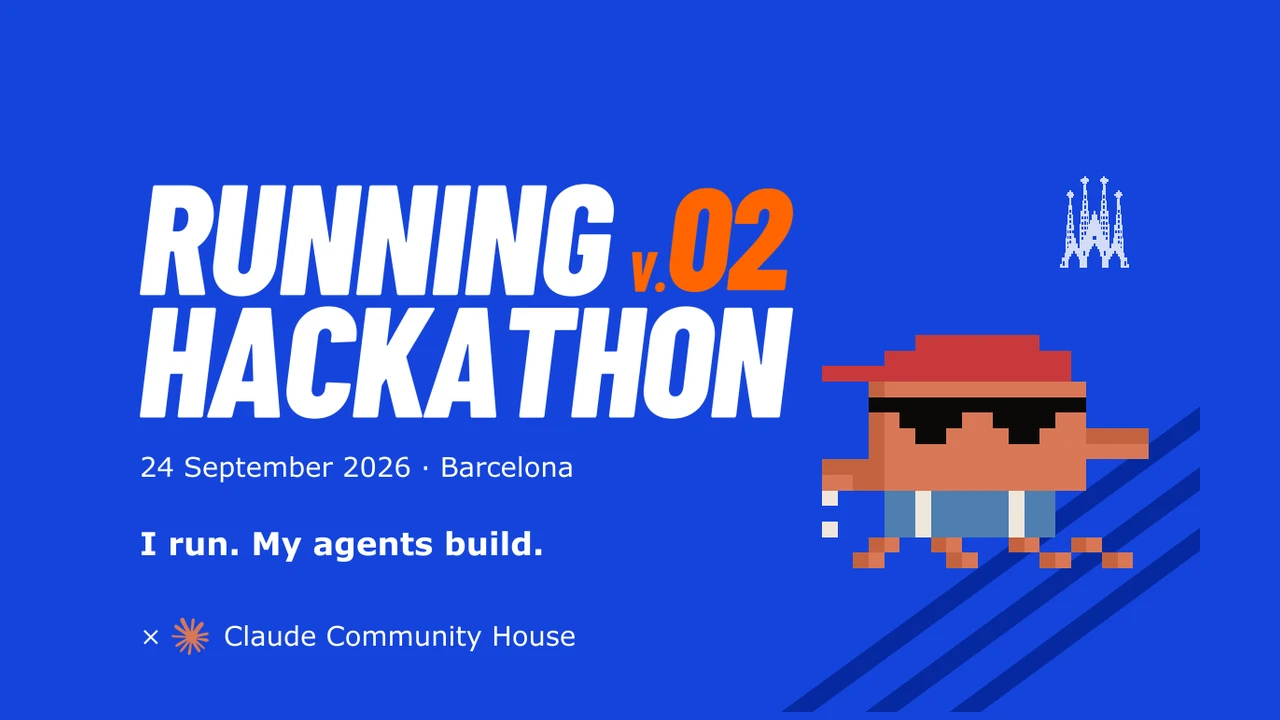 RUNNING v.02
HACKATHON
24 September 2026 · Barcelona
I run. My agents build.
× Claude Community House